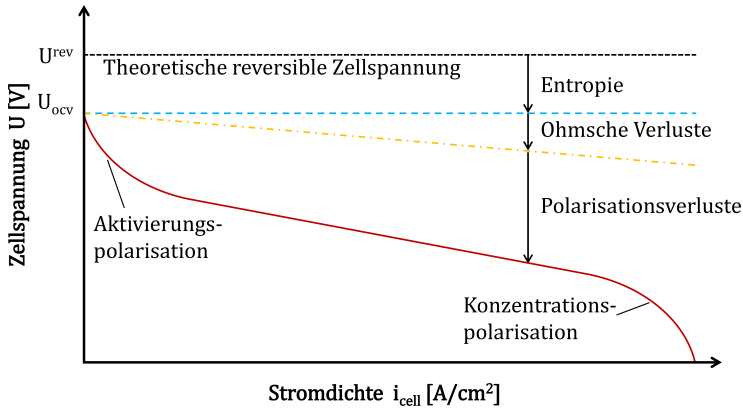 U^rev
Theoretische reversible Zellspannung
Entropie
U_ocv
Ohmsche Verluste
Zellspannung U [V]
Polarisationsverluste
Aktivierungs-
polarisation
Konzentrations-
polarisation
Stromdichte i_cell [A/cm²]